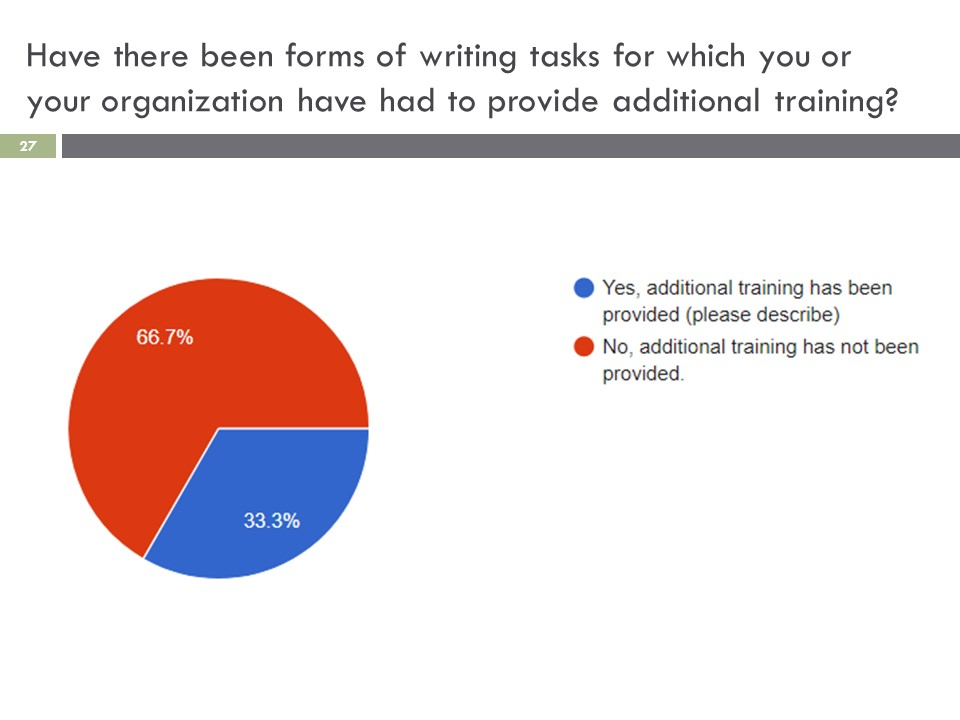 Have there been forms of writing tasks for which you or
your organization have had to provide additional training?
27
66.7%
33.3%
Yes, additional training has been
provided (please describe)
No, additional training has not been
provided.